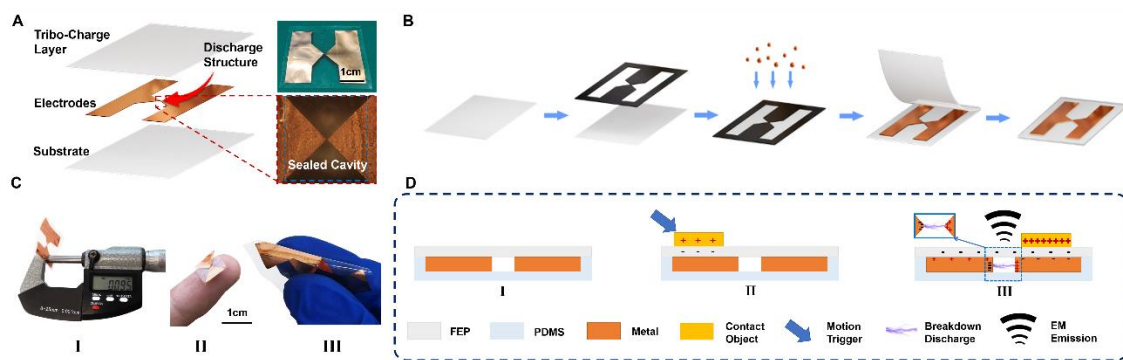 A
Tribo-Charge
Layer
Discharge
Structure
Electrodes
Substrate
1cm
Sealed Cavity
B
C
I
II
1cm
III
D
I
II
III
FEP
PDMS
Metal
Contact
Object
Motion
Trigger
Breakdown
Discharge
EM
Emission